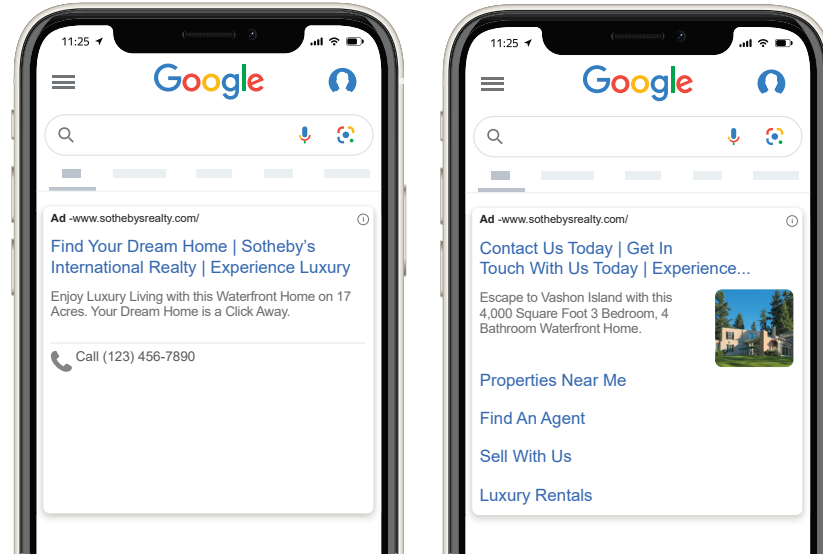 11:25
Google
Ad -www.sothebysrealty.com/
Find Your Dream Home | Sotheby's
International Realty | Experience Luxury
Enjoy Luxury Living with this Waterfront Home on 17
Acres. Your Dream Home is a Click Away.
Call (123) 456-7890
11:25
Google
Ad -www.sothebysrealty.com/
Contact Us Today | Get In
Touch With Us Today | Experience...
Escape to Vashon Island with this
4,000 Square Foot 3 Bedroom, 4
Bathroom Waterfront Home.
Properties Near Me
Find An Agent
Sell With Us
Luxury Rentals